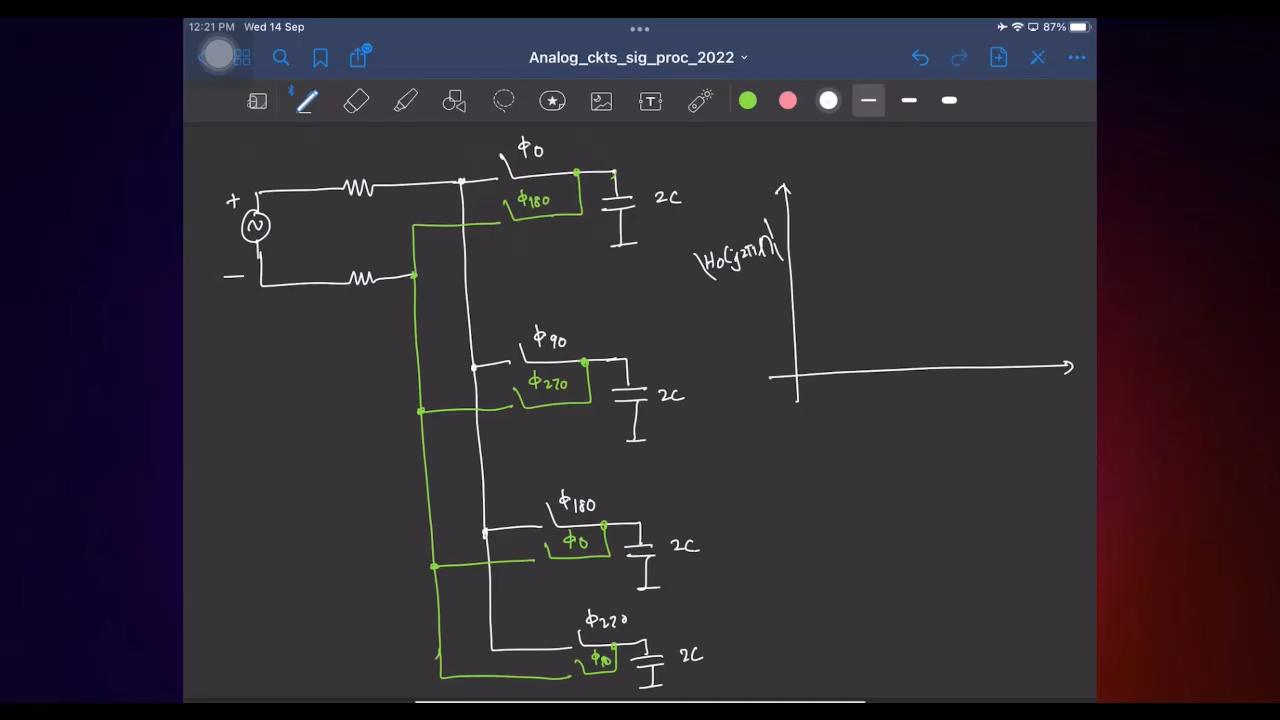 12:21 PM Wed 14 Sep
87%
Analog_ckts_sig_proc_2022
T
ϕ0
+
ϕ180
2C
−
ϕ90
ϕ270
2C
ϕ180
ϕ0
2C
ϕ270
ϕ90
2C